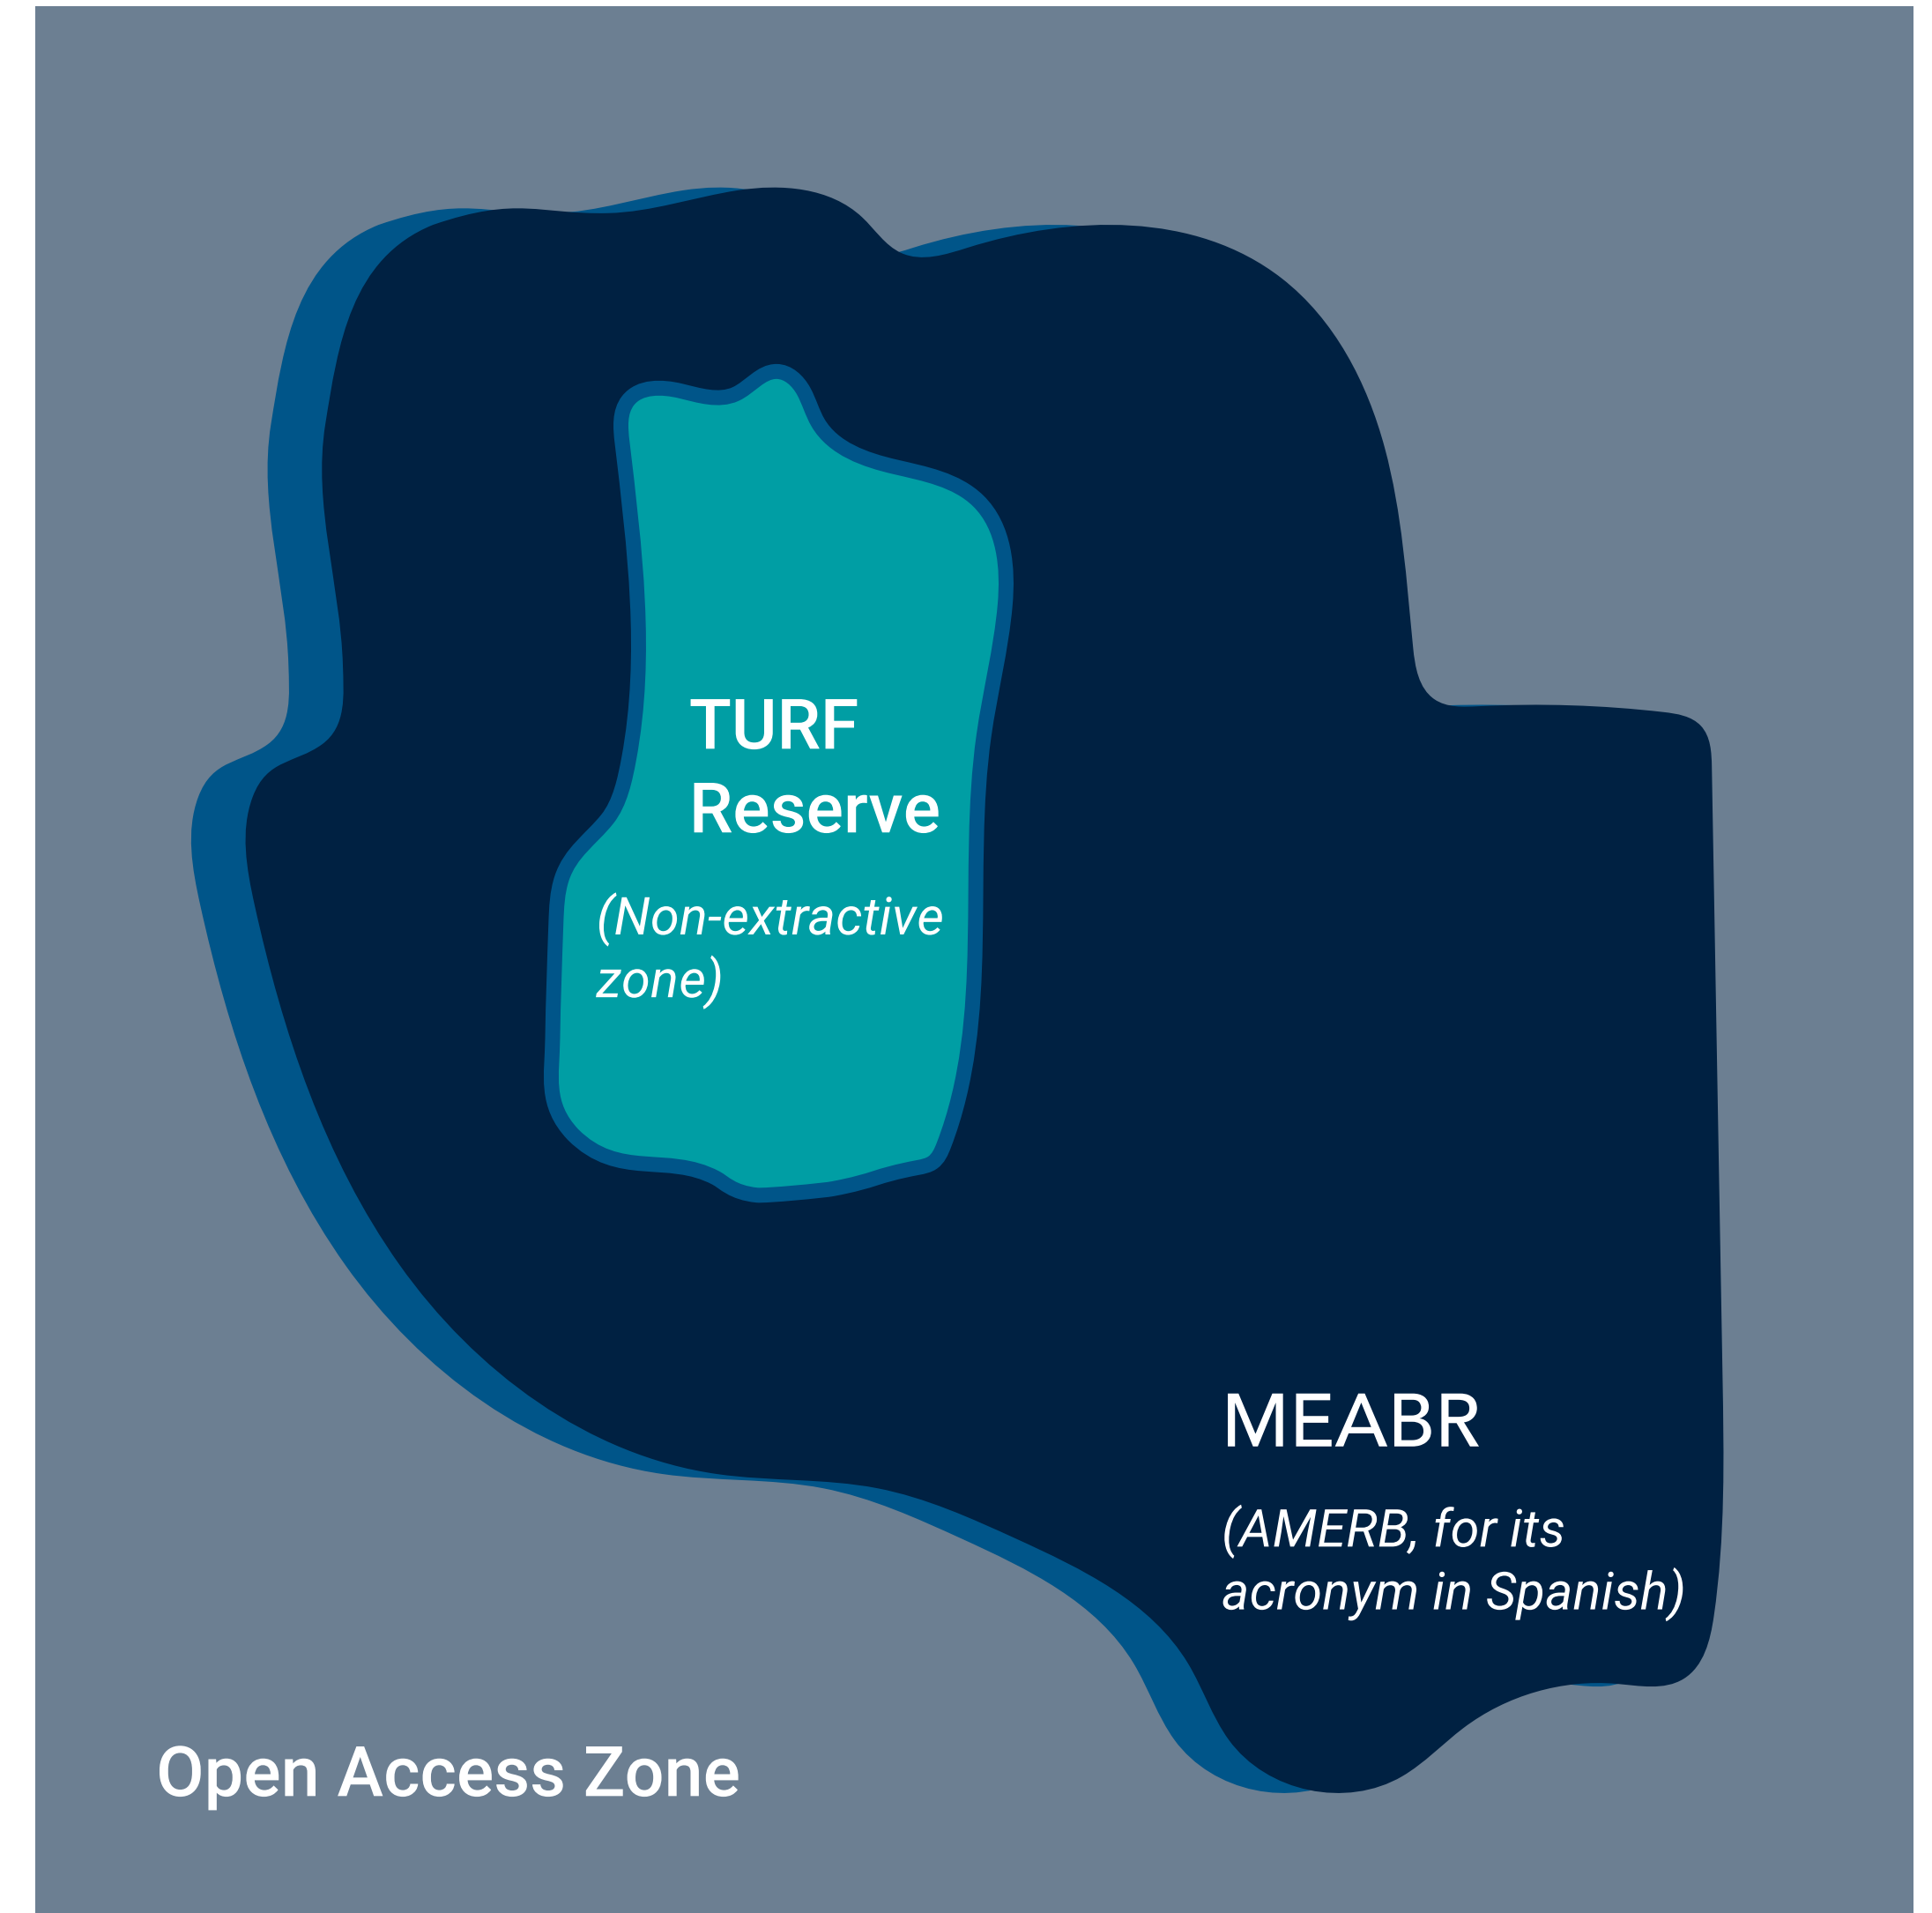 TURF
Reserve
(Non-extractive
zone)
MEABR
(AMERB, for its
acronym in Spanish)
Open Access Zone